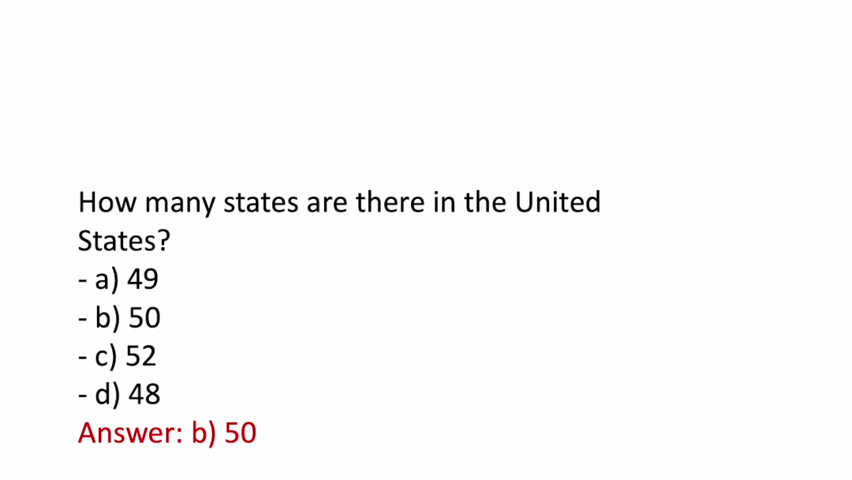 How many states are there in the United
States?
- a) 49
- b) 50
- c) 52
- d) 48
Answer: b) 50